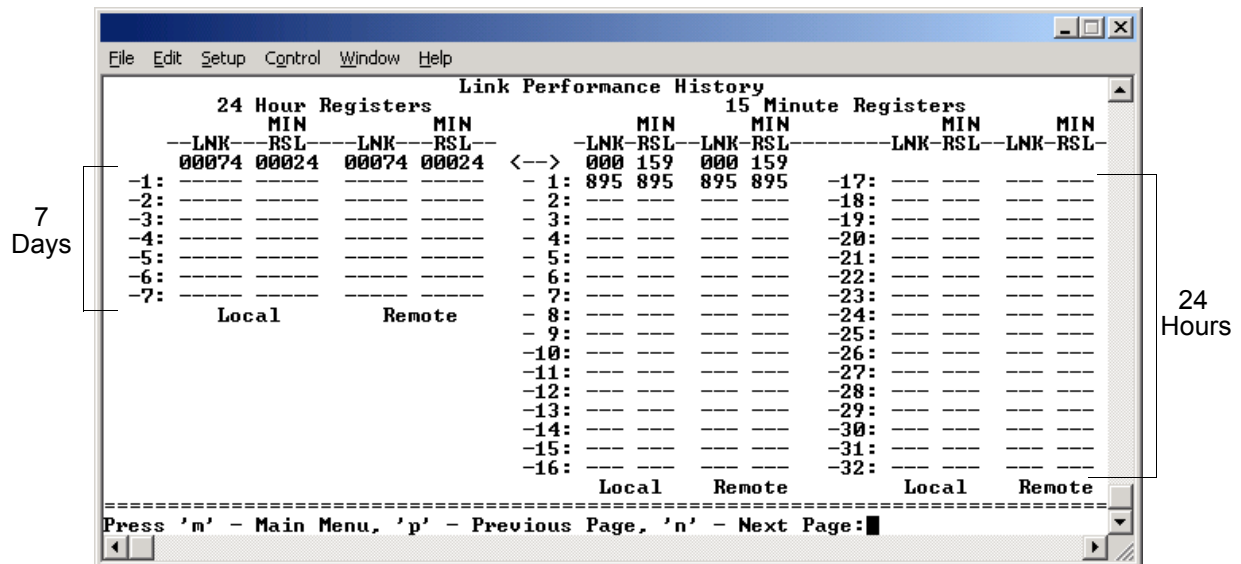 File Edit Setup Control Window Help
Link Performance History
24 Hour Registers 15 Minute Registers
MIN MIN MIN MIN MIN MIN
--LNK---RSL----LNK---RSL-- -LNK-RSL--LNK-RSL--------LNK-RSL--LNK-RSL-
00074 00024 00074 00024 <--> 000 159 000 159
-1: ----- ----- ----- ----- - 1: 895 895 895 895 -17: --- --- --- ---
-2: ----- ----- ----- ----- - 2: --- --- --- --- -18: --- --- --- ---
-3: ----- ----- ----- ----- - 3: --- --- --- --- -19: --- --- --- ---
-4: ----- ----- ----- ----- - 4: --- --- --- --- -20: --- --- --- ---
-5: ----- ----- ----- ----- - 5: --- --- --- --- -21: --- --- --- ---
-6: ----- ----- ----- ----- - 6: --- --- --- --- -22: --- --- --- ---
-7: ----- ----- ----- ----- - 7: --- --- --- --- -23: --- --- --- ---
Local Remote - 8: --- --- --- --- -24: --- --- --- ---
- 9: --- --- --- --- -25: --- --- --- ---
-10: --- --- --- --- -26: --- --- --- ---
-11: --- --- --- --- -27: --- --- --- ---
-12: --- --- --- --- -28: --- --- --- ---
-13: --- --- --- --- -29: --- --- --- ---
-14: --- --- --- --- -30: --- --- --- ---
-15: --- --- --- --- -31: --- --- --- ---
-16: --- --- --- --- -32: --- --- --- ---
Local Remote Local Remote
Press 'm' - Main Menu, 'p' - Previous Page, 'n' - Next Page:
7
Days
24
Hours